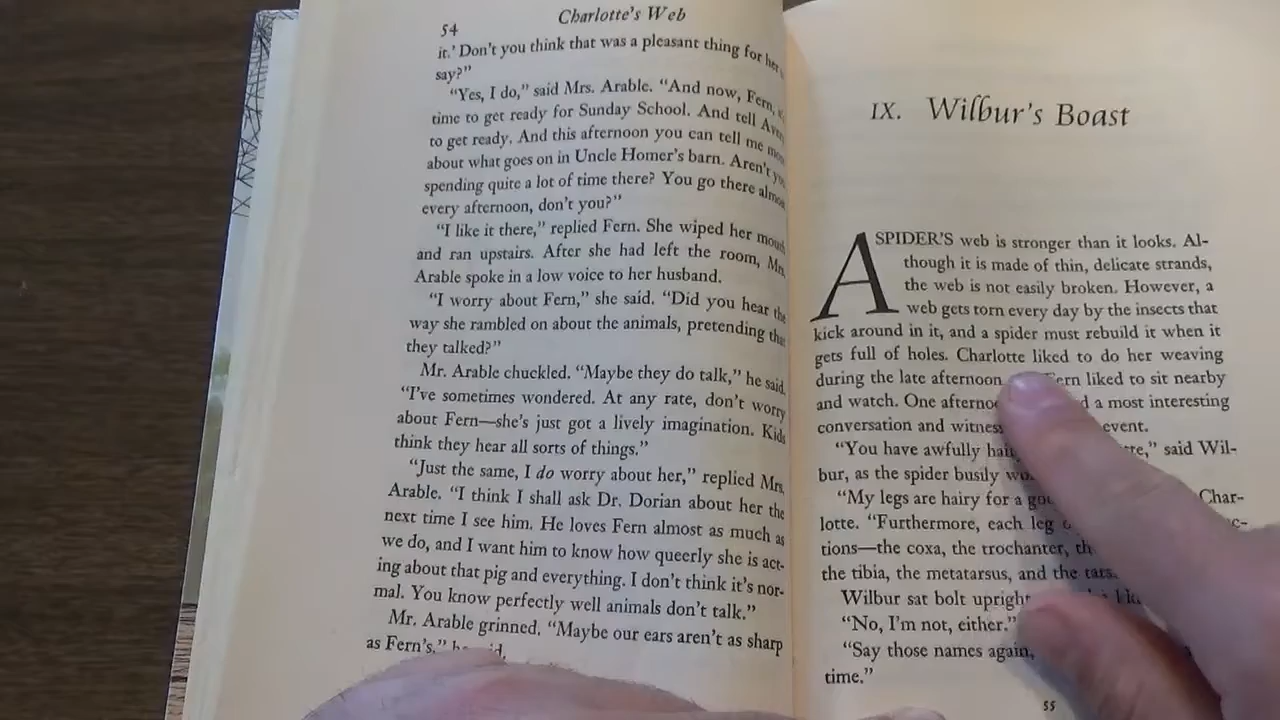 54
Charlotte's Web
it.' Don't you think that was a pleasant thing for her
say?"
"Yes, I do," said Mrs. Arable. "And now, Fern,
time to get ready for Sunday School. And tell Aver
to get ready. And this afternoon you can tell me mo
about what goes on in Uncle Homer's barn. Aren't yo
spending quite a lot of time there? You go there almos
every afternoon, don't you?"
"I like it there," replied Fern. She wiped her mouth
and ran upstairs. After she had left the room, Mrs.
Arable spoke in a low voice to her husband.
"I worry about Fern," she said. "Did you hear the
way she rambled on about the animals, pretending that
they talked?"
Mr. Arable chuckled. "Maybe they do talk," he said.
"I've sometimes wondered. At any rate, don't worry
about Fern—she's just got a lively imagination. Kids
think they hear all sorts of things."
"Just the same, I do worry about her," replied Mrs.
Arable. "I think I shall ask Dr. Dorian about her the
next time I see him. He loves Fern almost as much as
we do, and I want him to know how queerly she is act-
ing about that pig and everything. I don't think it's nor-
mal. You know perfectly well animals don't talk."
Mr. Arable grinned. "Maybe our ears aren't as sharp
as Fern's,"
IX. Wilbur's Boast
A SPIDER'S web is stronger than it looks. Al-
though it is made of thin, delicate strands,
the web is not easily broken. However, a
web gets torn every day by the insects that
kick around in it, and a spider must rebuild it when it
gets full of holes. Charlotte liked to do her weaving
during the late afternoon Fern liked to sit nearby
and watch. One afterno a most interesting
conversation and witness event.
"You have awfully hai said Wil-
bur, as the spider busily
"My legs are hairy for a go Char-
lotte. "Furthermore, each leg
tions—the coxa, the trochanter, th
the tibia, the metatarsus, and the tars
Wilbur sat bolt upright
"No, I'm not, either."
"Say those names again, a
time."
55